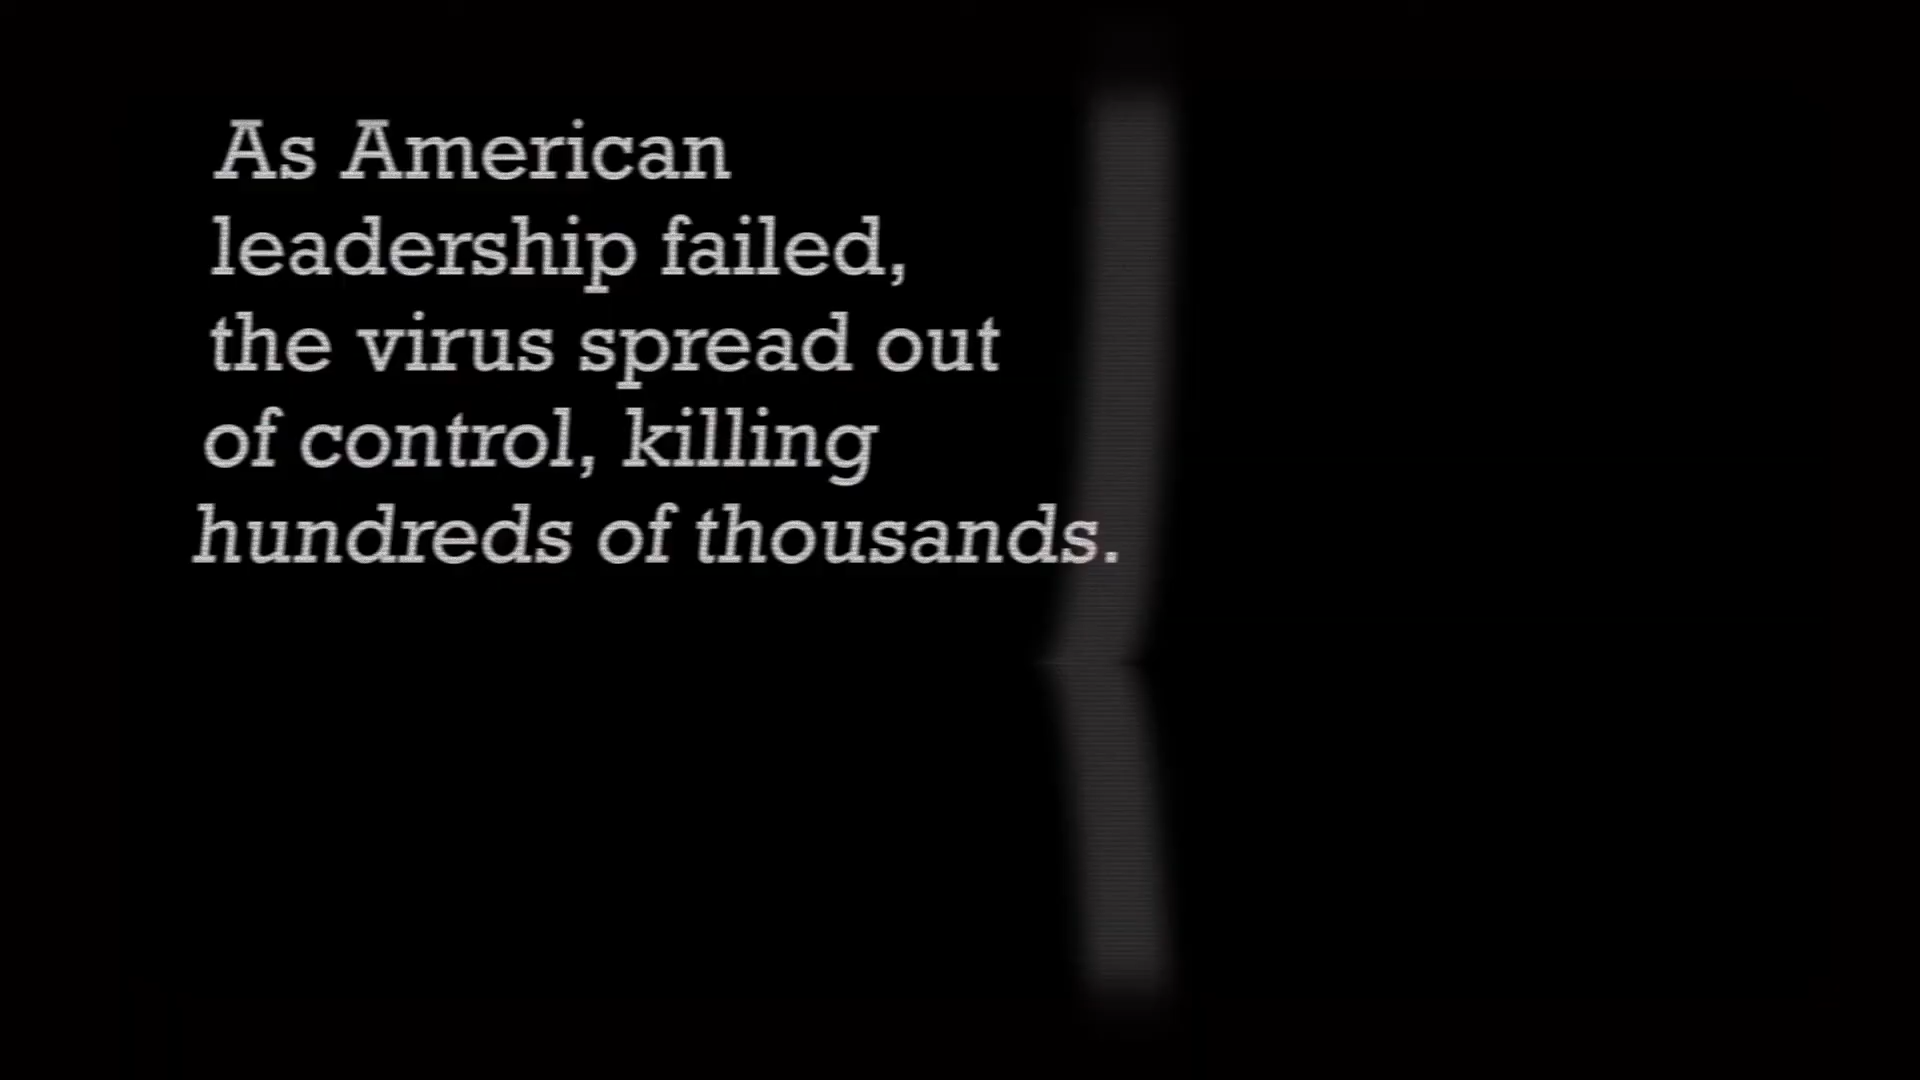 As American
leadership failed,
the virus spread out
of control, killing
hundreds of thousands.